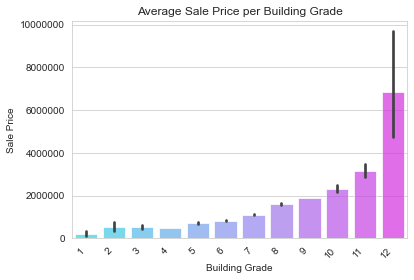 Average Sale Price per Building Grade
10000000
8000000
6000000
4000000
2000000
0
Sale Price
1 2 3 4 5 6 7 8 9 10 11 12
Building Grade